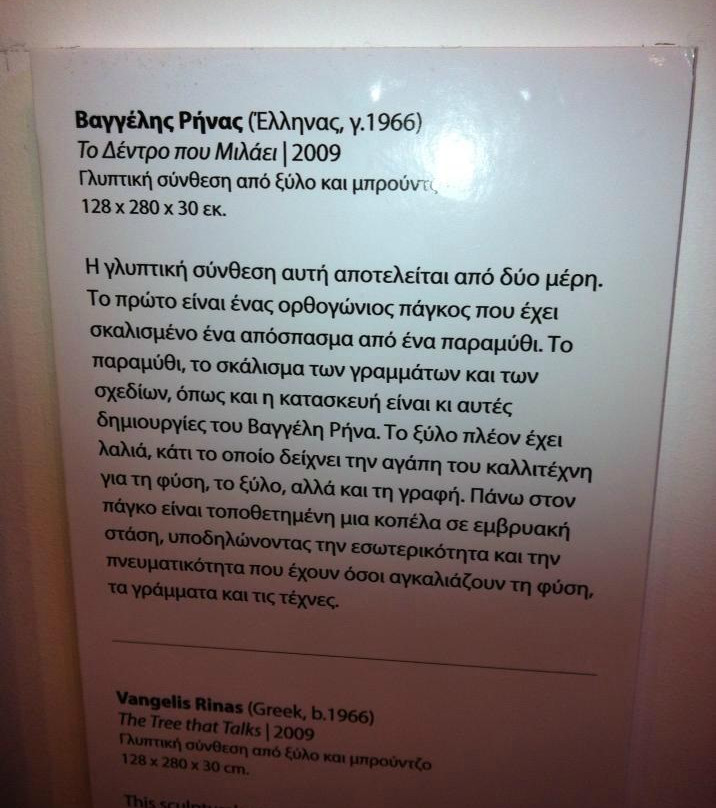 Βαγγέλης Ρήνας (Έλληνας, γ.1966)
Το Δέντρο που Μιλάει | 2009
Γλυπτική σύνθεση από ξύλο και
128 x 280 x 30 εκ.
Η γλυπτική σύνθεση αυτή αποτελείται από δύο μέρη.
Το πρώτο είναι ένας ορθογώνιος πάγκος που έχει
σκαλισμένο ένα απόσπασμα από ένα παραμύθι. Το
παραμύθι, το σκάλισμα των γραμμάτων και των
σχεδίων, όπως και η κατασκευή είναι κι αυτές
δημιουργίες του Βαγγέλη Ρήνα. Το ξύλο πλέον έχει
λαλιά, κάτι το οποίο δείχνει την αγάπη του καλλιτέχνη
για τη φύση, το ξύλο, αλλά και τη γραφή. Πάνω στον
πάγκο είναι τοποθετημένη μια κοπέλα σε εμβρυακή
στάση, υποδηλώνοντας την εσωτερικότητα και την
πνευματικότητα που έχουν όσοι αγκαλιάζουν τη φύση,
τα γράμματα και τις τέχνες.
Vangelis Rinas (Greek, b.1966)
The Tree that Talks | 2009
Γλυπτική σύνθεση από ξύλο και μπρούντζο
128 x 280 x 30 cm.
This